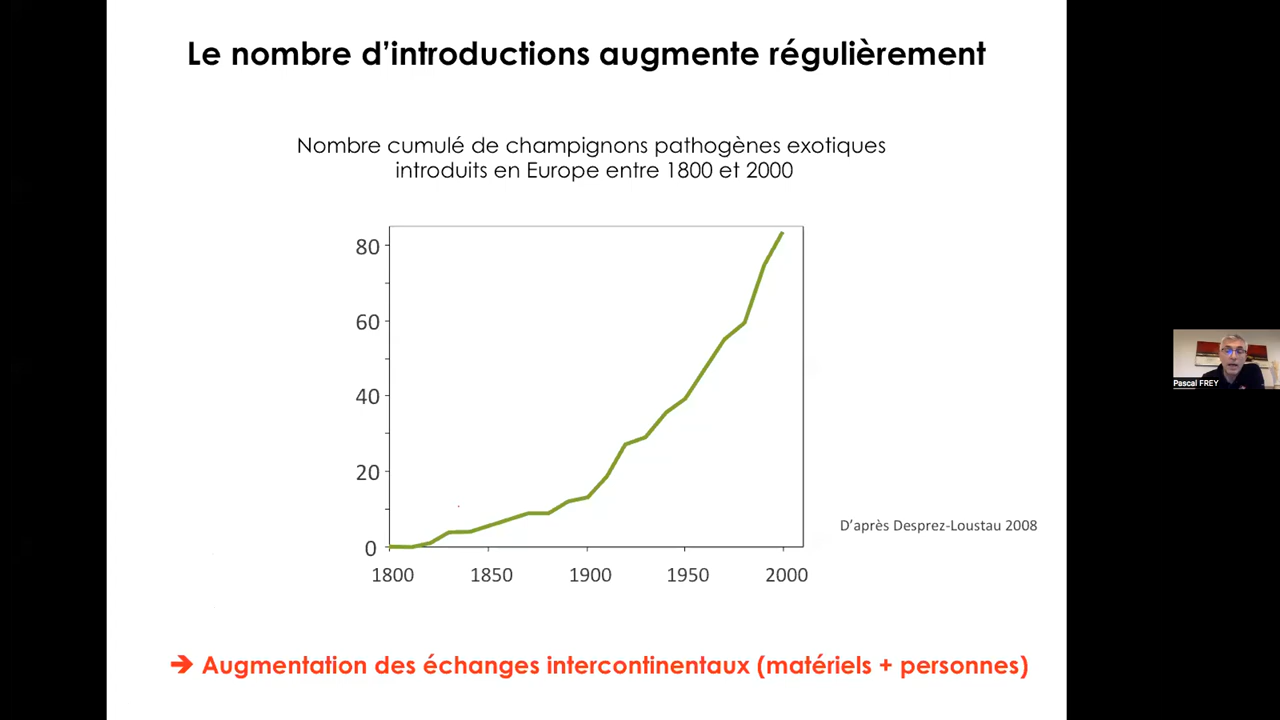 Le nombre d’introductions augmente régulièrement
Nombre cumulé de champignons pathogènes exotiques
introduits en Europe entre 1800 et 2000
80
60
40
20
0
1800 1850 1900 1950 2000
D’après Desprez-Loustau 2008
Pascal FREY
➔ Augmentation des échanges intercontinentaux (matériels + personnes)